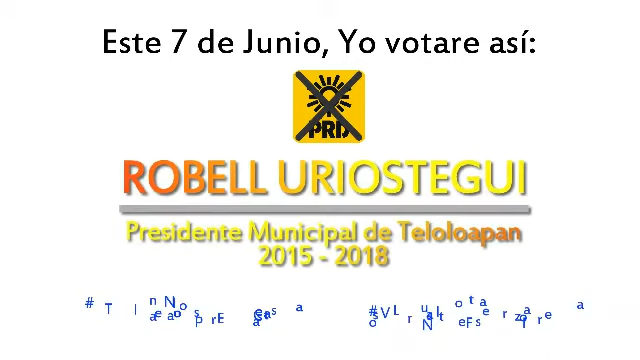 Este 7 de Junio, Yo votare así:
PRD
ROBELL URIOSTEGUI
Presidente Municipal de Teloloapan
2015 - 2018